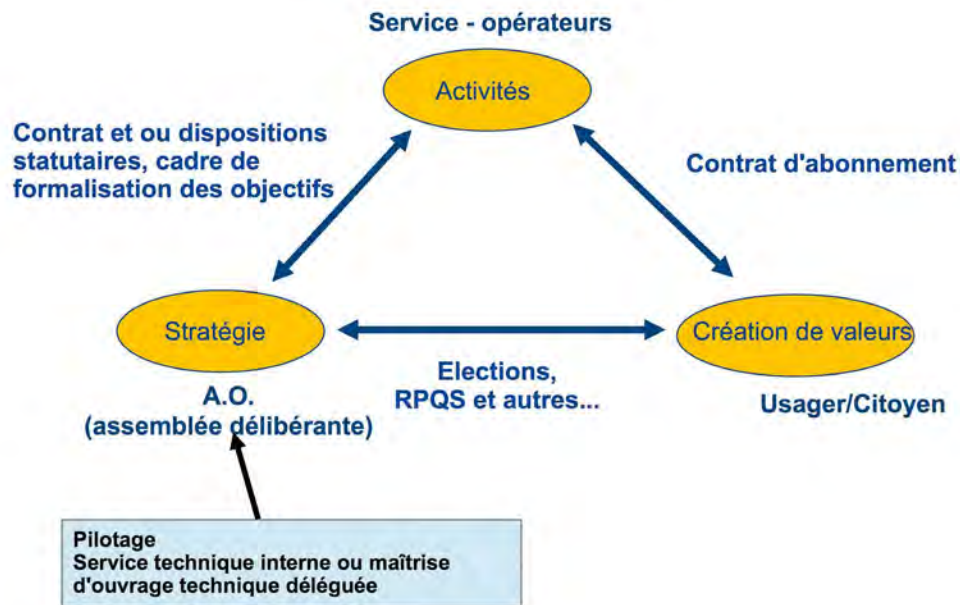 Service - opérateurs
Activités
Contrat et ou dispositions
statutaires, cadre de
formalisation des objectifs
Contrat d'abonnement
Stratégie
Création de valeurs
Elections,
RPQS et autres...
A.O.
(assemblée délibérante)
Usager/Citoyen
Pilotage
Service technique interne ou maîtrise
d'ouvrage technique déléguée